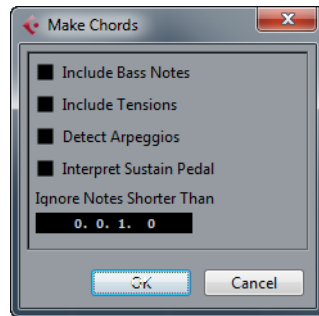 Make Chords
Include Bass Notes
Include Tensions
Detect Arpeggios
Interpret Sustain Pedal
Ignore Notes Shorter Than
0. 0. 1. 0
OK
Cancel